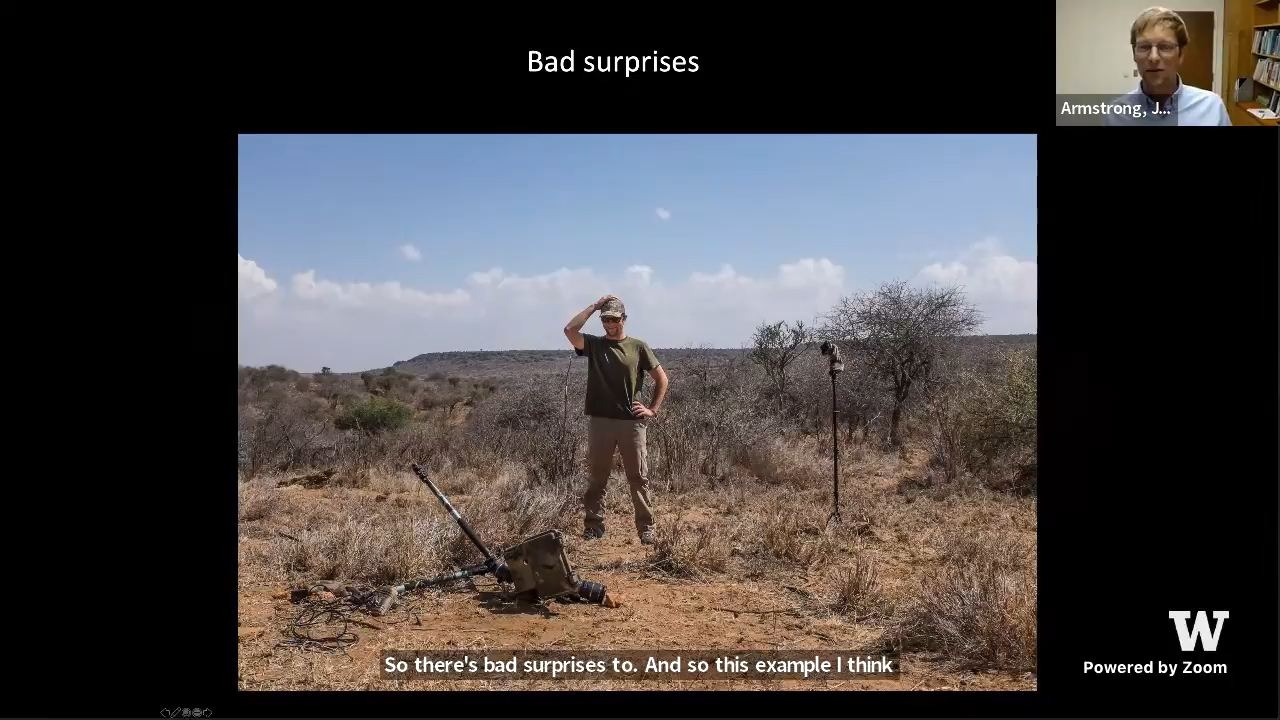 Bad surprises
Armstrong, J...
So there's bad surprises to. And so this example I think
W
Powered by Zoom